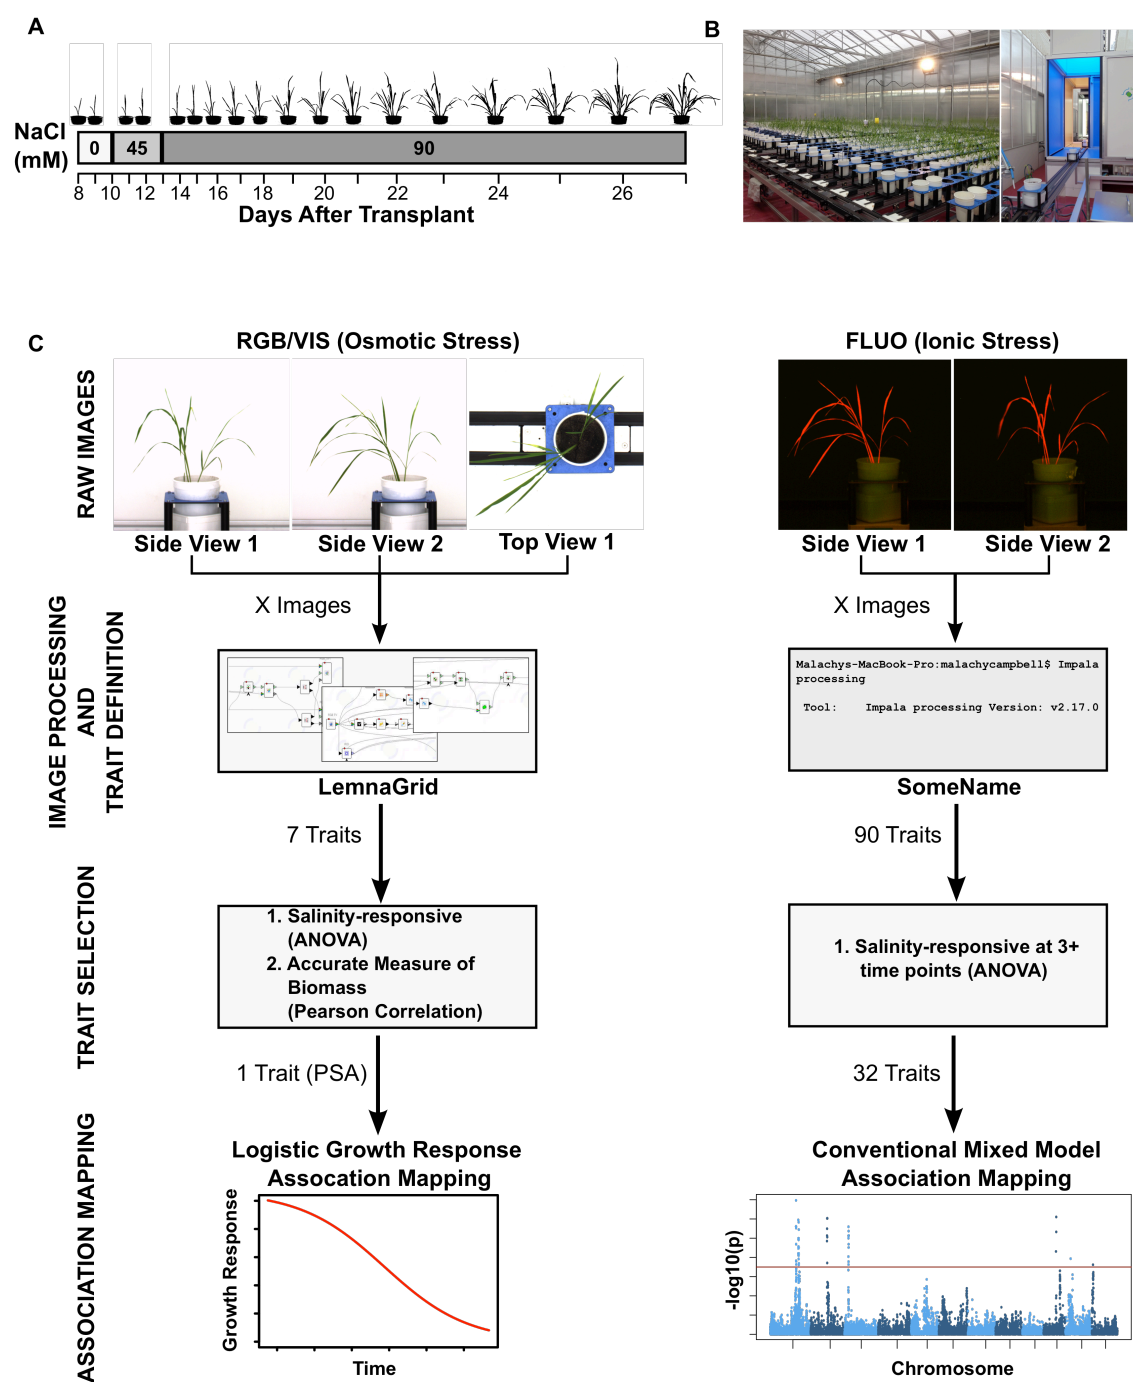 A
B
NaCl
(mM)
0
45
90
8 10 12 14 16 18 20 22 24 26
Days After Transplant
C
RGB/VIS (Osmotic Stress)
FLUO (Ionic Stress)
RAW IMAGES
Side View 1
Side View 2
Top View 1
Side View 1
Side View 2
X Images
X Images
IMAGE PROCESSING
AND
TRAIT DEFINITION
Malachys-MacBook-Pro:malachycampbell$ Impala
processing
Tool: Impala processing Version: v2.17.0
LemnaGrid
SomeName
7 Traits
90 Traits
TRAIT SELECTION
1. Salinity-responsive
(ANOVA)
2. Accurate Measure of
Biomass
(Pearson Correlation)
1. Salinity-responsive at 3+
time points (ANOVA)
1 Trait (PSA)
32 Traits
ASSOCIATION MAPPING
Logistic Growth Response
Assocation Mapping
Growth Response
Time
Conventional Mixed Model
Association Mapping
-log10(p)
Chromosome